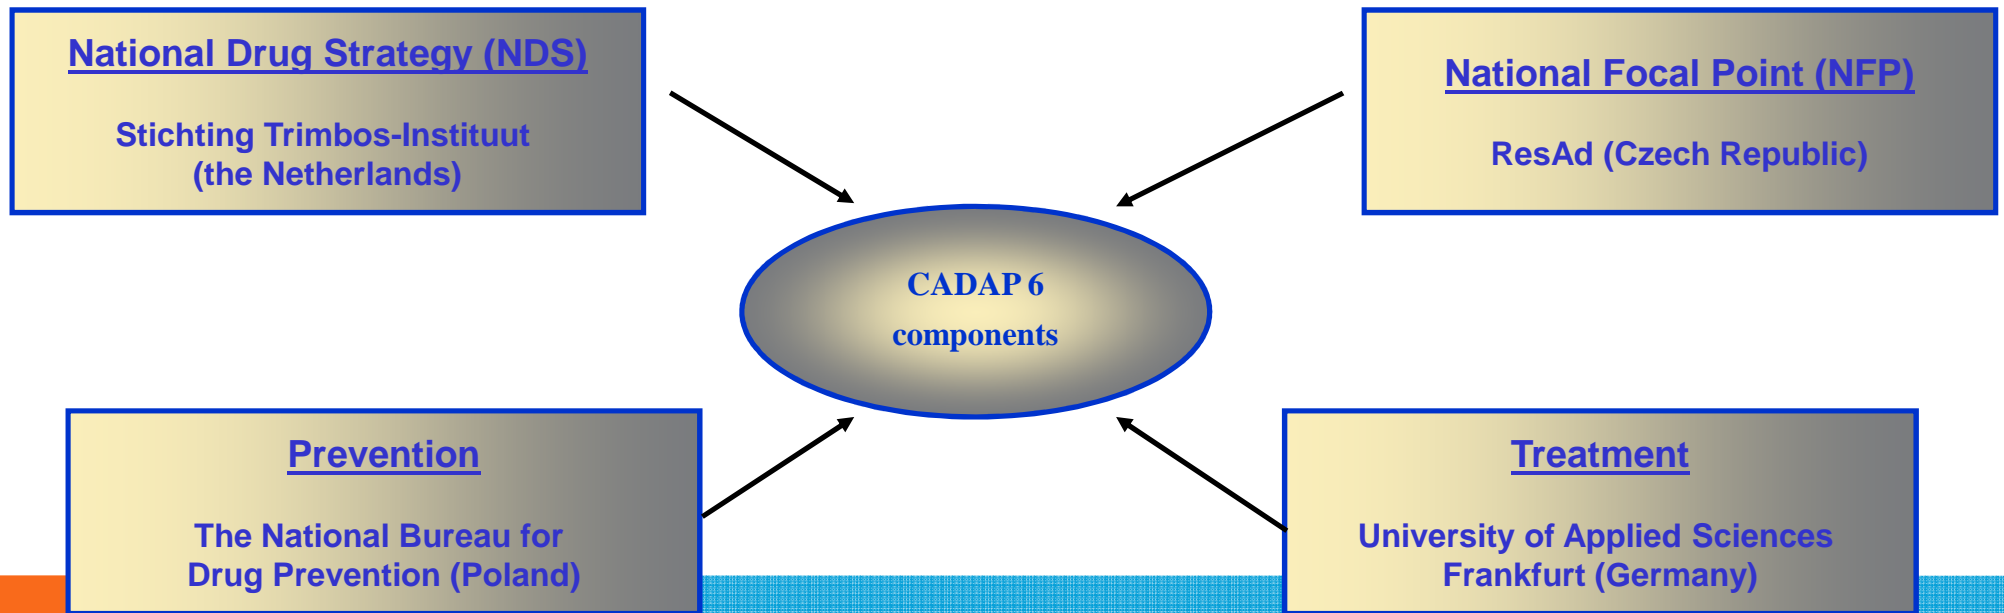 National Drug Strategy (NDS)
Stichting Trimbos-Instituut
(the Netherlands)
National Focal Point (NFP)
ResAd (Czech Republic)
CADAP 6
components
Prevention
The National Bureau for
Drug Prevention (Poland)
Treatment
University of Applied Sciences
Frankfurt (Germany)